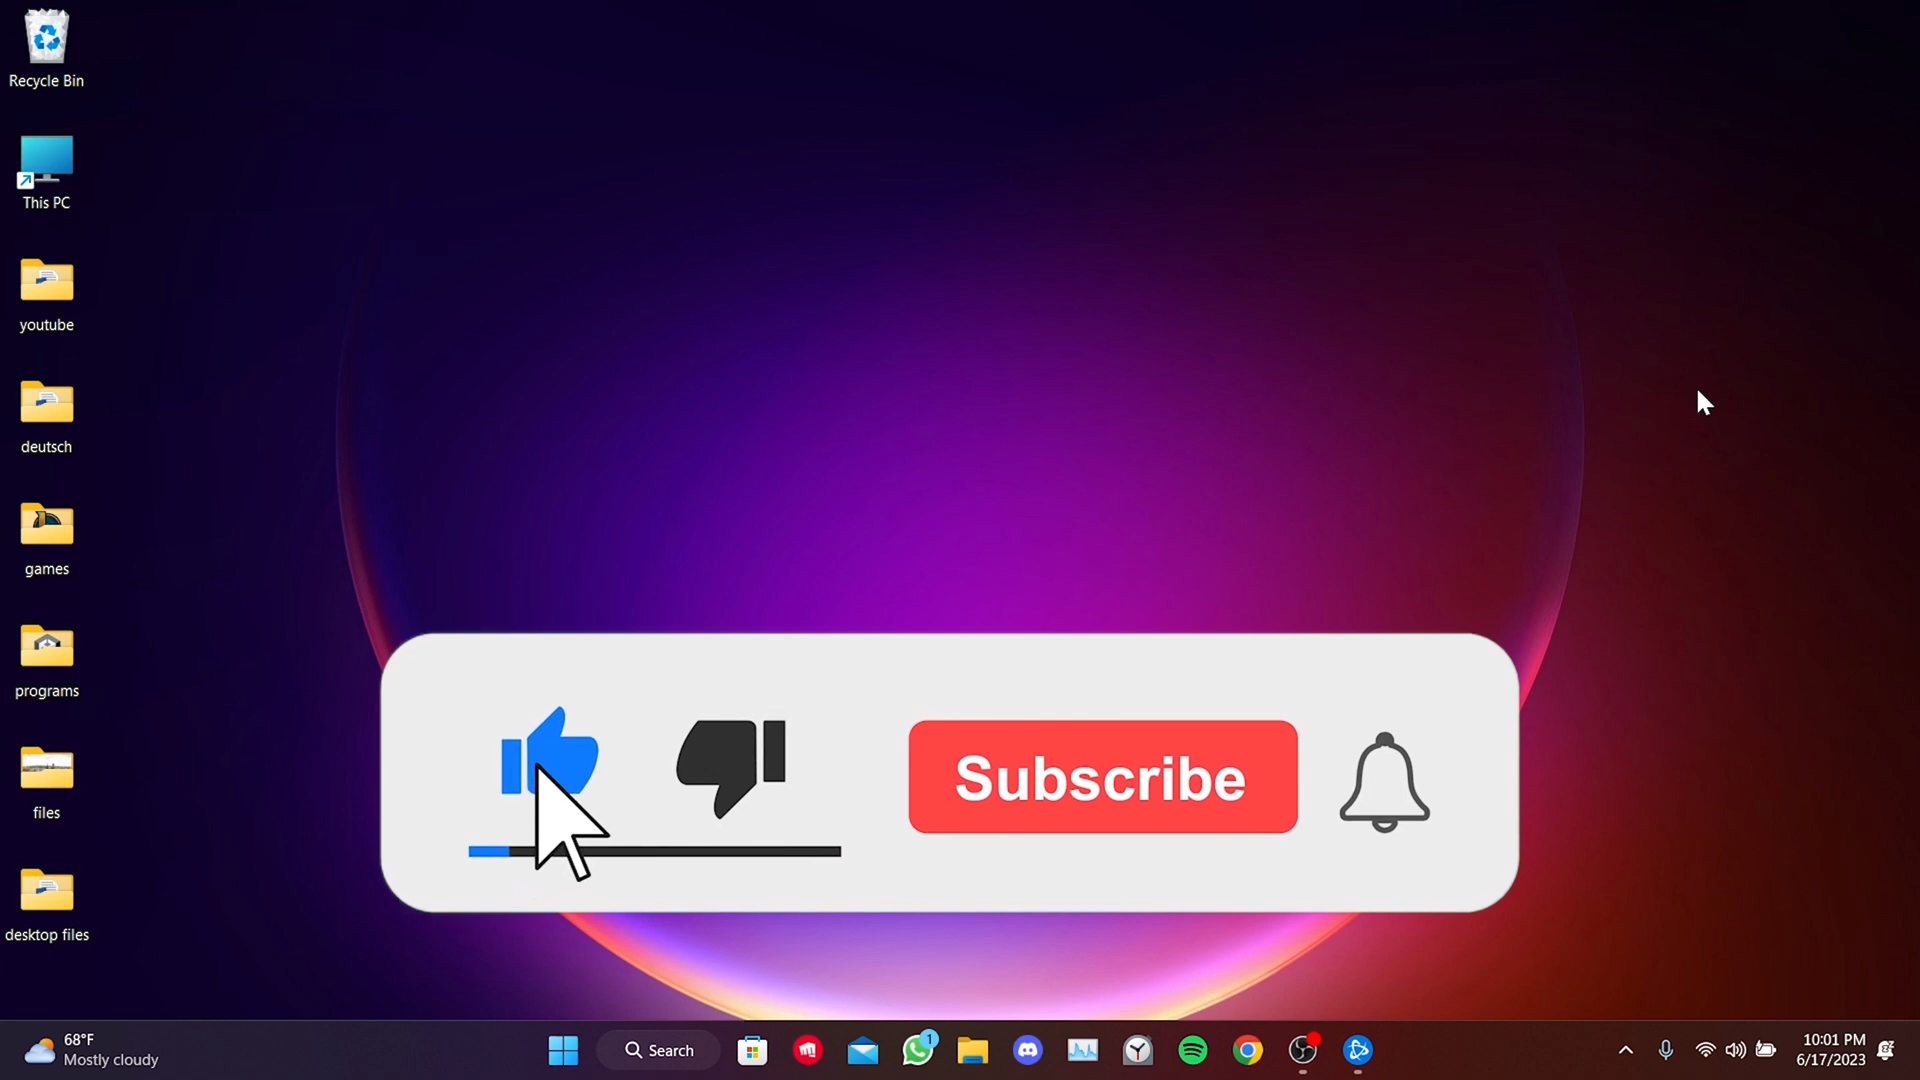 Recycle Bin
This PC
youtube
deutsch
games
programs
files
desktop files
Subscribe
68°F
Mostly cloudy
Search
1
10:01 PM
6/17/2023